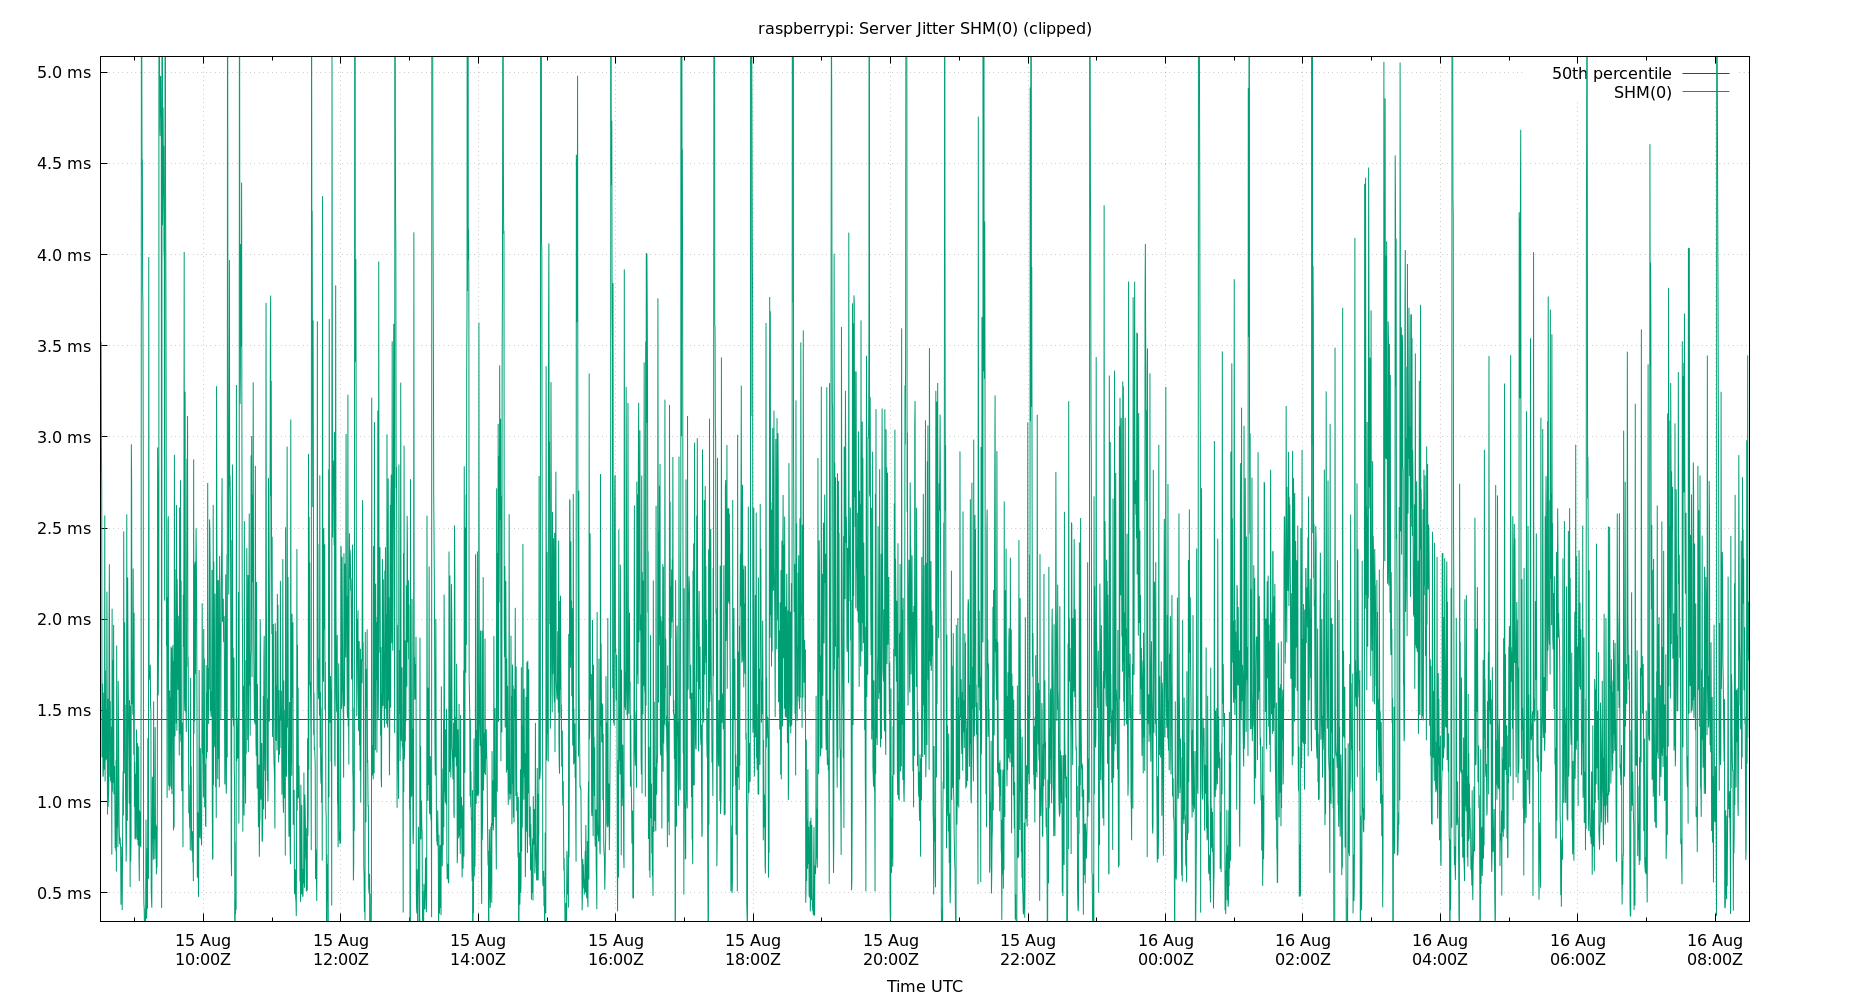 raspberrypi: Server Jitter SHM(0) (clipped)
50th percentile
SHM(0)
5.0 ms
4.5 ms
4.0 ms
3.5 ms
3.0 ms
2.5 ms
2.0 ms
1.5 ms
1.0 ms
0.5 ms
15 Aug 15 Aug 15 Aug 15 Aug 15 Aug 15 Aug 15 Aug 16 Aug 16 Aug 16 Aug 16 Aug 16 Aug
10:00Z 12:00Z 14:00Z 16:00Z 18:00Z 20:00Z 22:00Z 00:00Z 02:00Z 04:00Z 06:00Z 08:00Z
Time UTC